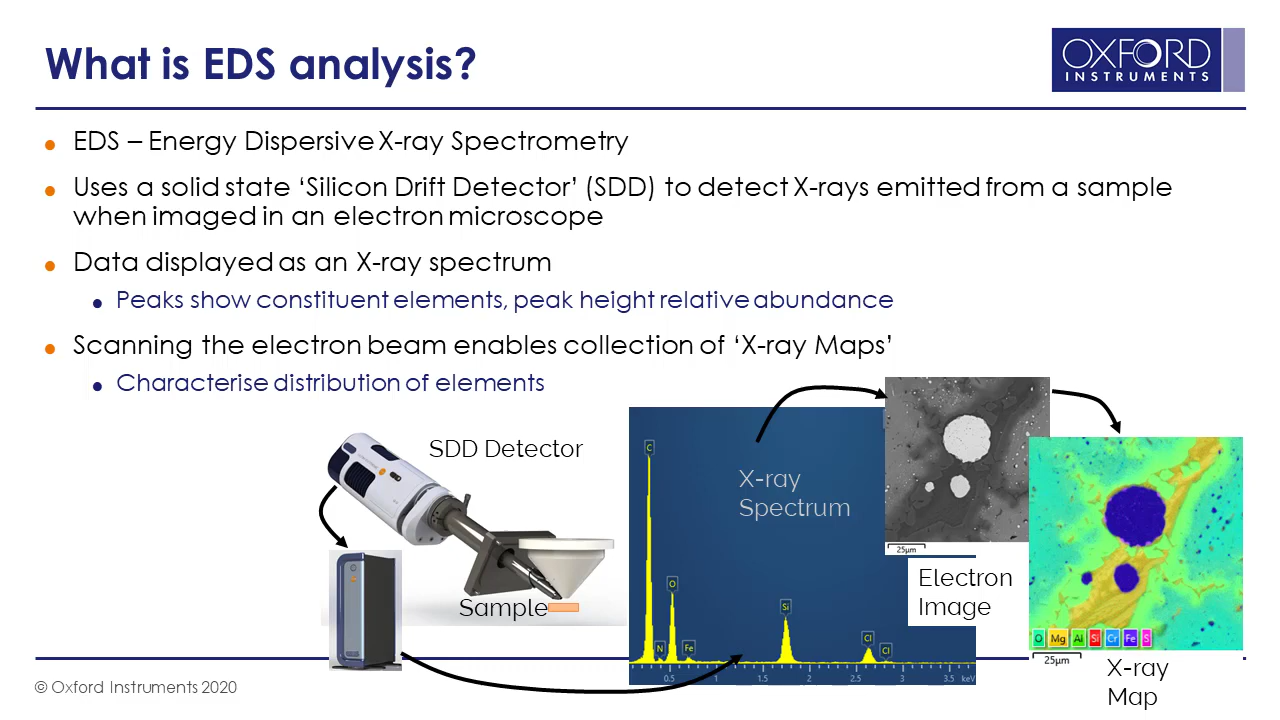 What is EDS analysis?
OXFORD
INSTRUMENTS
EDS – Energy Dispersive X-ray Spectrometry
Uses a solid state ‘Silicon Drift Detector’ (SDD) to detect X-rays emitted from a sample
when imaged in an electron microscope
Data displayed as an X-ray spectrum
Peaks show constituent elements, peak height relative abundance
Scanning the electron beam enables collection of ‘X-ray Maps’
Characterise distribution of elements
SDD Detector
Sample
C
O
N
Fe
Si
Cl
Cl
X-ray
Spectrum
0.5 1 1.5 2 2.5 3 3.5 keV
25µm
Electron
Image
O Mg Al Si Cr Fe S
25µm
X-ray
Map
© Oxford Instruments 2020